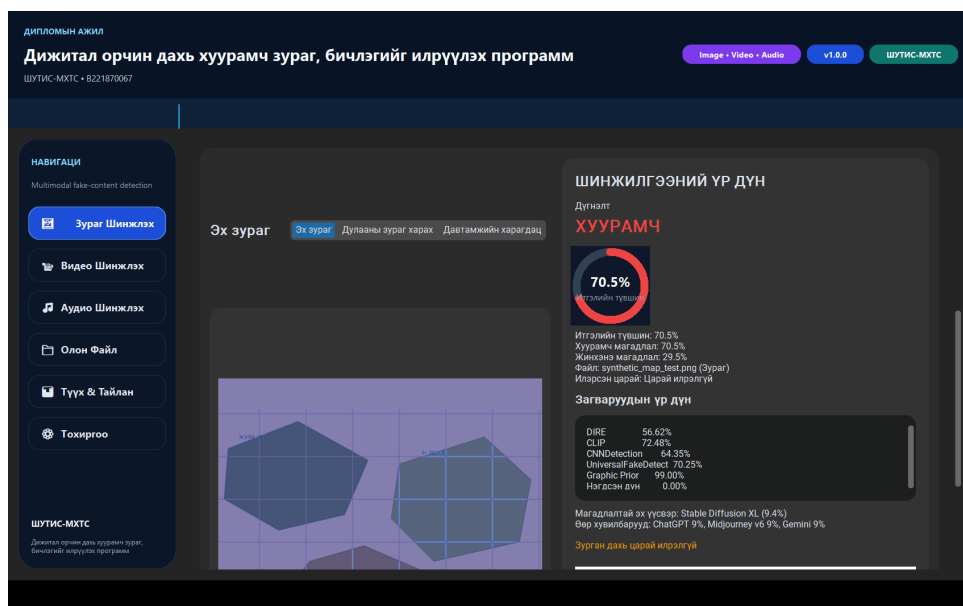 ДИПЛОМЫН АЖИЛ
Дижитал орчин дахь хуурамч зураг, бичлэгийг илрүүлэх программ
ШУТИС-МХТС • B221870067
Image • Video • Audio
v1.0.0
ШУТИС-МХТС
НАВИГАЦИ
Multimodal fake-content detection
Зураг Шинжлэх
Видео Шинжлэх
Аудио Шинжлэх
Олон Файл
Түүх & Тайлан
Тохиргоо
ШУТИС-МХТС
Дижитал орчин дахь хуурамч зураг,
бичлэгийг илрүүлэх программ
Эх зураг
Эх зураг
Дулааны зураг харах
Давтамжийн харагдац
ШИНЖИЛГЭЭНИЙ ҮР ДҮН
Дүгнэлт
ХУУРАМЧ
70.5%
Итгэлийн түвшин
Итгэлийн түвшин: 70.5%
Хуурамч магадлал: 70.5%
Жинхэнэ магадлал: 29.5%
Файл: synthetic_map_test.png (Зураг)
Илэрсэн царай: Царай илрэлгүй
Загваруудын үр дүн
DIRE 56.62%
CLIP 72.48%
CNNDetection 64.35%
UniversalFakeDetect 70.25%
Graphic Prior 99.00%
Нэгдсэн дүн 0.00%
Магадлалтай эх үүсвэр: Stable Diffusion XL (9.4%)
Өөр хувилбарууд: ChatGPT 9%, Midjourney v6 9%, Gemini 9%
Зурган дахь царай илрэлгүй